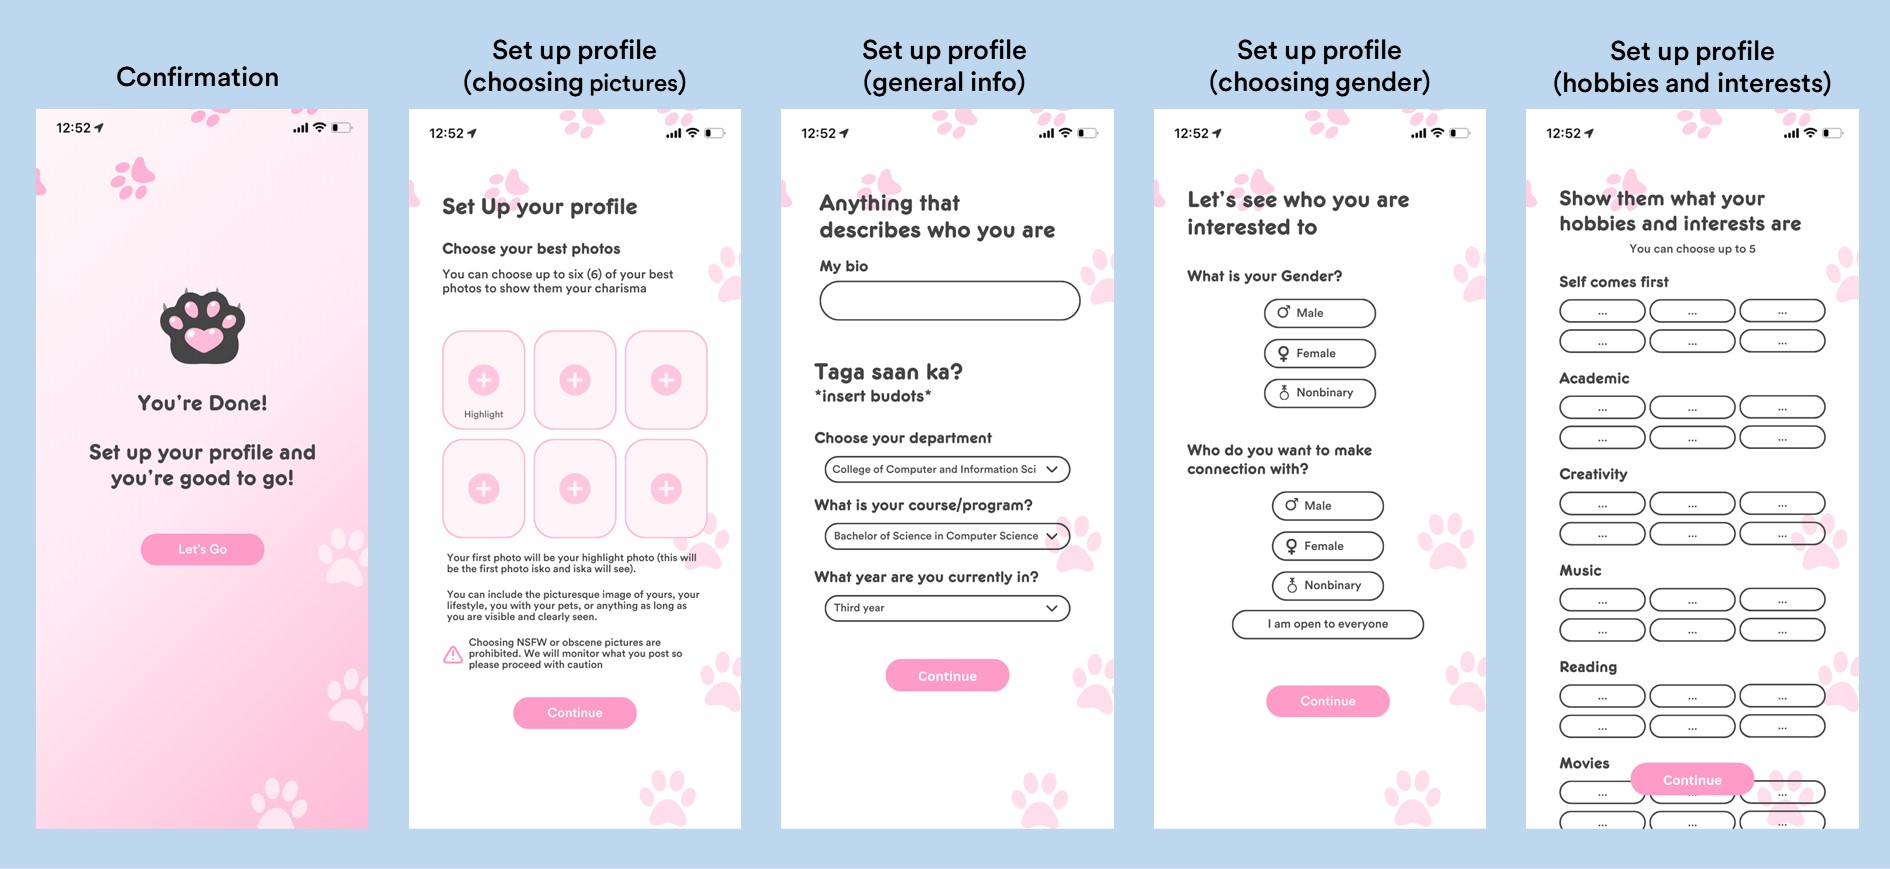 Confirmation
12:52
You're Done!
Set up your profile and
you're good to go!
Let's Go
Set up profile
(choosing pictures)
12:52
Set Up your profile
Choose your best photos
You can choose up to six (6) of your best
photos to show them your charisma
Highlight
Your first photo will be your highlight photo (this will
be the first photo isko and iska will see).
You can include the picturesque image of yours, your
lifestyle, you with your pets, or anything as long as
you are visible and clearly seen.
Choosing NSFW or obscene pictures are
prohibited. We will monitor what you post so
please proceed with caution
Continue
Set up profile
(general info)
12:52
Anything that
describes who you are
My bio
Taga saan ka?
*insert budots*
Choose your department
College of Computer and Information Sci
What is your course/program?
Bachelor of Science in Computer Science
What year are you currently in?
Third year
Continue
Set up profile
(choosing gender)
12:52
Let's see who you are
interested to
What is your Gender?
Male
Female
Nonbinary
Who do you want to make
connection with?
Male
Female
Nonbinary
I am open to everyone
Continue
Set up profile
(hobbies and interests)
12:52
Show them what your
hobbies and interests are
You can choose up to 5
Self comes first
... ... ...
... ... ...
Academic
... ... ...
... ... ...
Creativity
... ... ...
... ... ...
Music
... ... ...
... ... ...
Reading
... ... ...
... ... ...
Movies
Continue
... ... ...
... ... ...